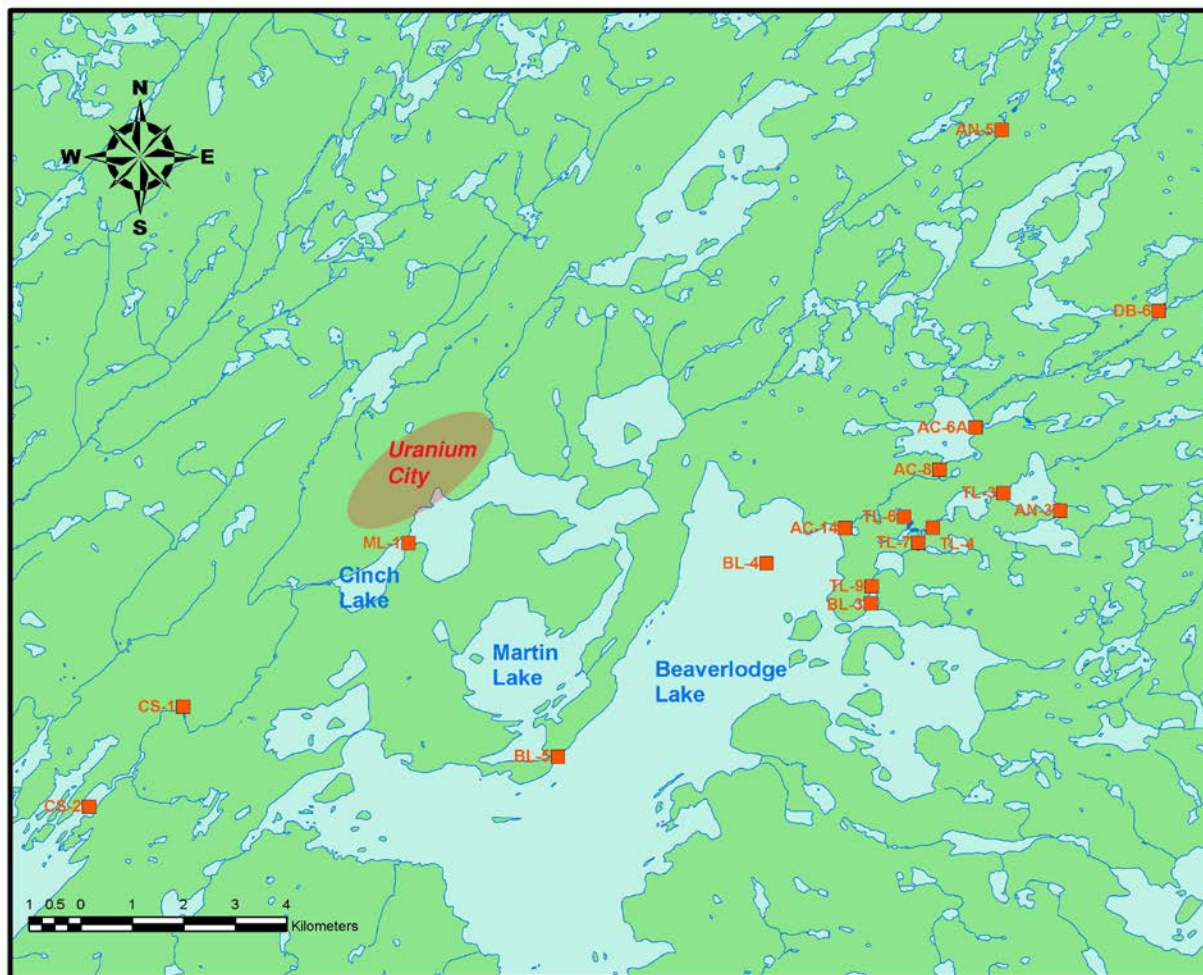 N
W
E
S
AN-5
DB-6
AC-6A
Uranium
City
AC-8
TL-3
AN-3
TL-6
AC-14
TL-4
ML-1
TL-7
BL-4
Cinch
Lake
TL-9
BL-3
Martin
Lake
Beaverlodge
Lake
CS-1
BL-5
CS-2
1 0.5 0 1 2 3 4
Kilometers